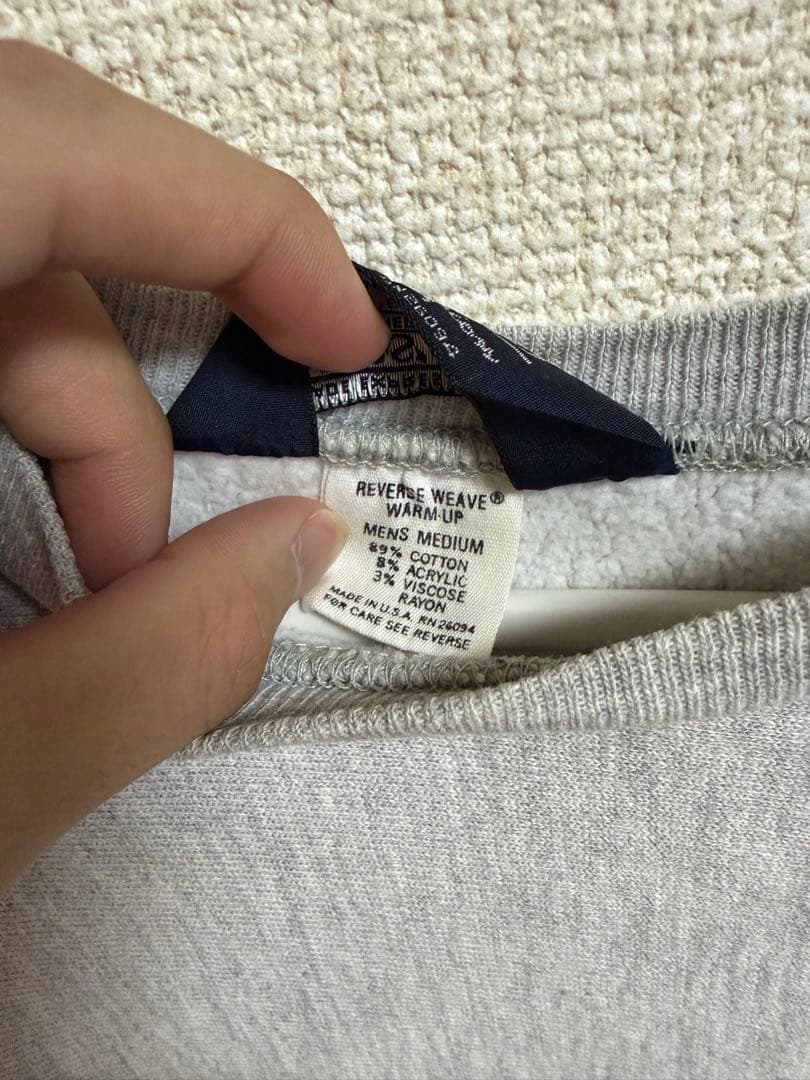 REVERSE WEAVE®
WARM-UP
MENS MEDIUM
89% COTTON
8% ACRYLIC
3% VISCOSE
RAYON
MADE IN U.S.A. RN 26094
FOR CARE SEE REVERSE